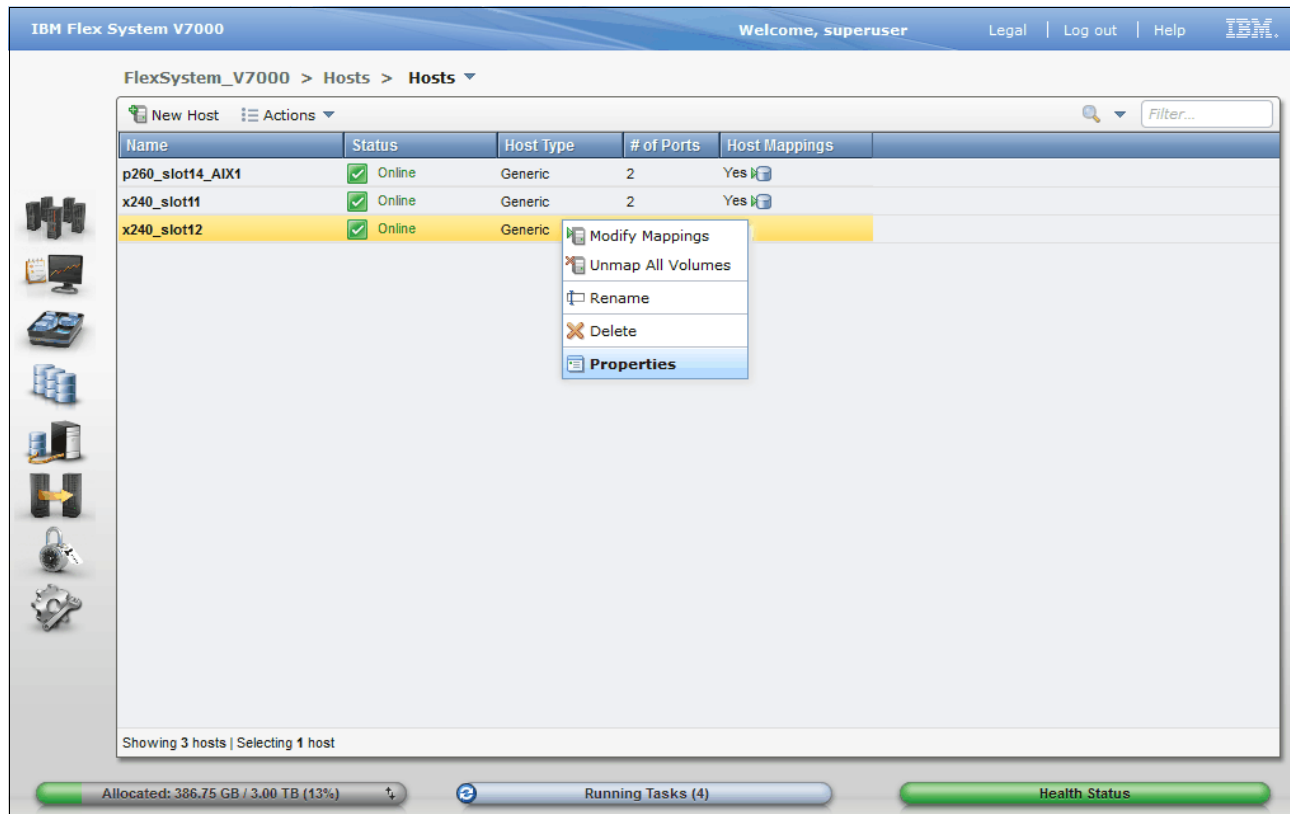 IBM Flex System V7000 Welcome, superuser Legal | Log out | Help IBM.
FlexSystem_V7000 > Hosts > Hosts
New Host Actions Filter...
Name Status Host Type # of Ports Host Mappings
p260_slot14_AIX1 Online Generic 2 Yes
x240_slot11 Online Generic 2 Yes
x240_slot12 Online Generic
Modify Mappings
Unmap All Volumes
Rename
Delete
Properties
Showing 3 hosts | Selecting 1 host
Allocated: 386.75 GB / 3.00 TB (13%) Running Tasks (4) Health Status